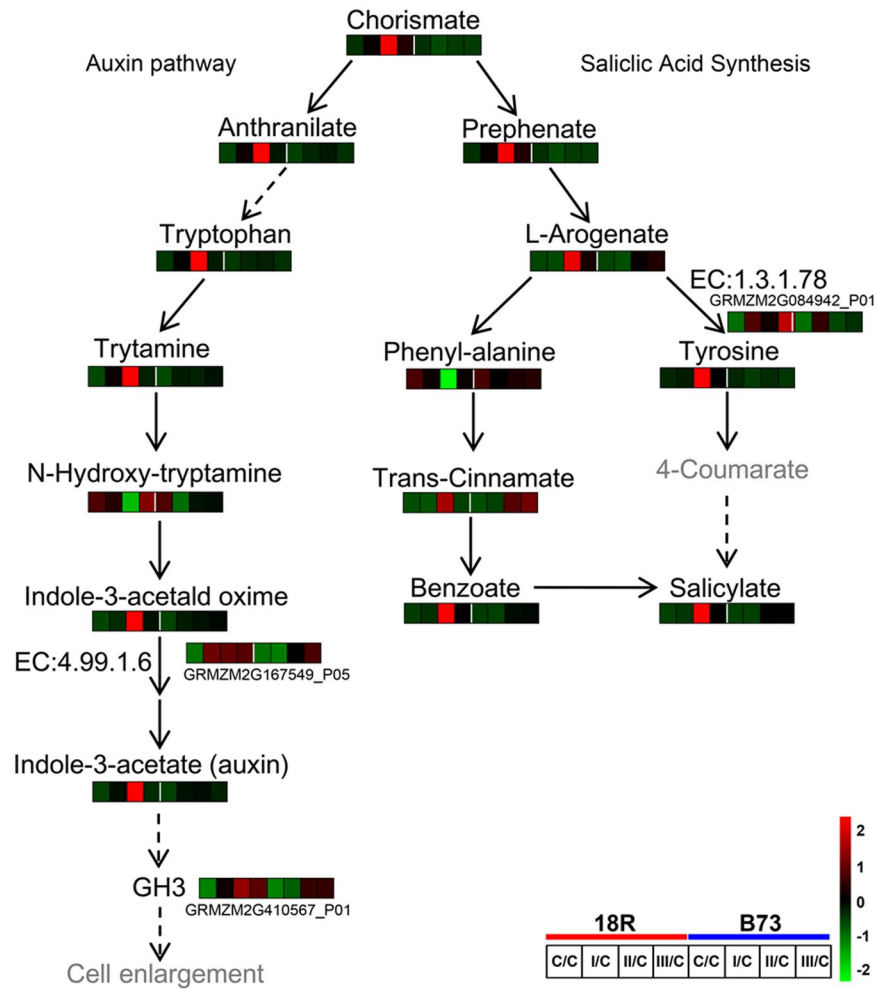 Chorismate
Auxin pathway
Saliclic Acid Synthesis
Anthranilate
Prephenate
Tryptophan
L-Arogenate
EC:1.3.1.78
GRMZM2G084942_P01
Trytamine
Phenyl-alanine
Tyrosine
N-Hydroxy-tryptamine
Trans-Cinnamate
4-Coumarate
Indole-3-acetald oxime
Benzoate
Salicylate
EC:4.99.1.6
GRMZM2G167549_P05
Indole-3-acetate (auxin)
GH3
GRMZM2G410567_P01
Cell enlargement
18R B73
C/C I/C II/C III/C C/C I/C II/C III/C
2
1
0
-1
-2